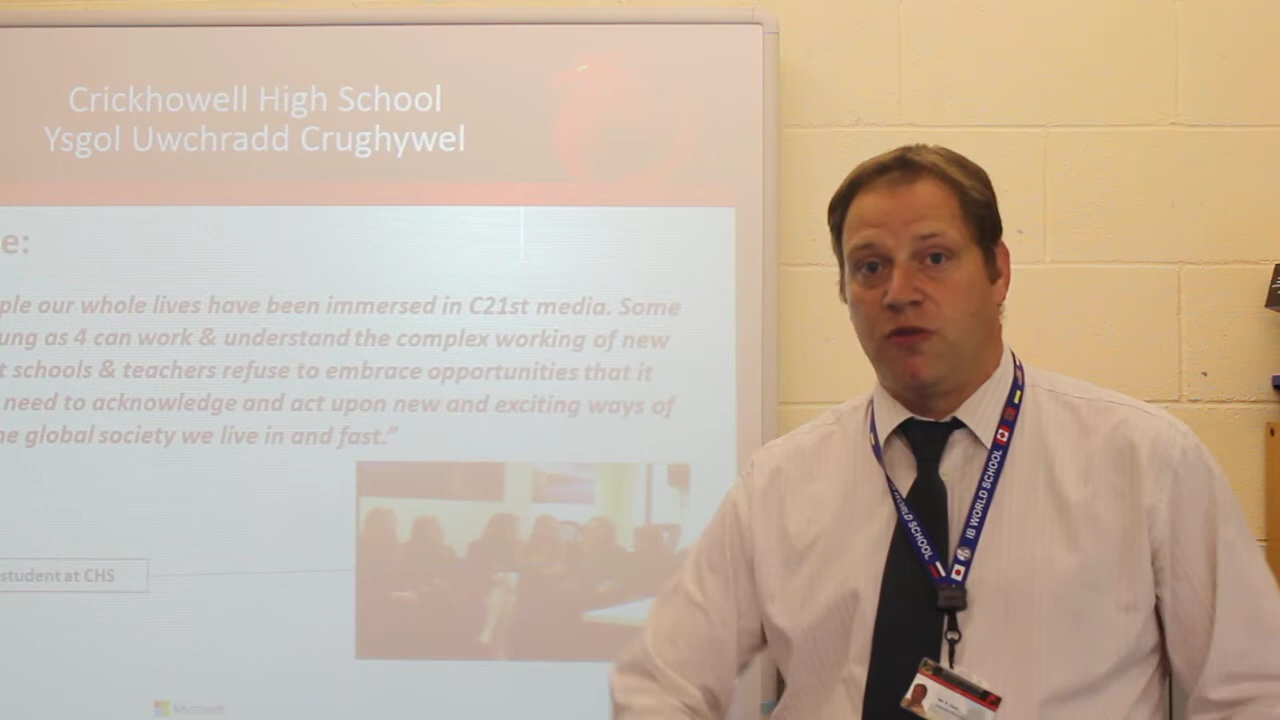 Crickhowell High School
Ysgol Uwchradd Crughywel
e:
ple our whole lives have been immersed in C21st media. Some
ung as 4 can work & understand the complex working of new
t schools & teachers refuse to embrace opportunities that it
need to acknowledge and act upon new and exciting ways of
he global society we live in and fast."
student at CHS
Microsoft
WORLD SCHOOL
IB WORLD SCHOOL